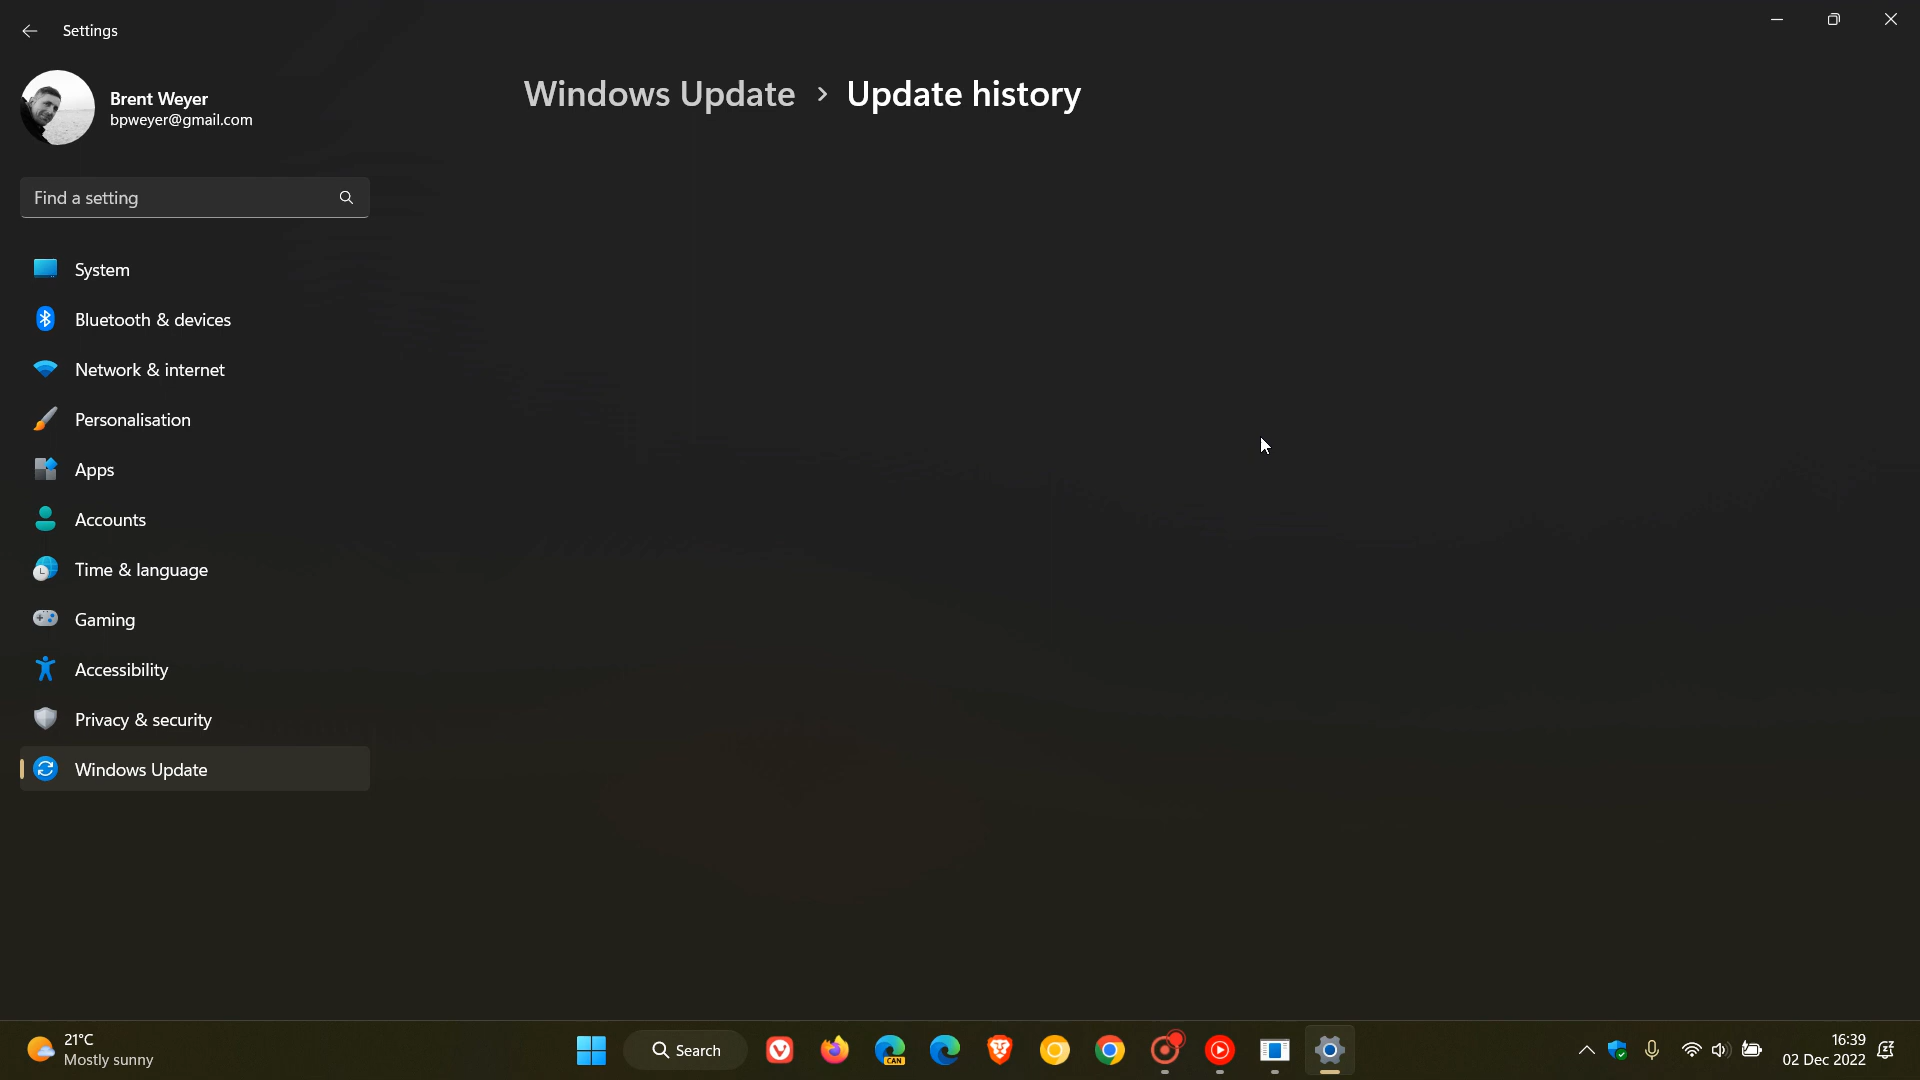 Settings
Brent Weyer
bpweyer@gmail.com
Windows Update > Update history
Find a setting
System
Bluetooth & devices
Network & internet
Personalisation
Apps
Accounts
Time & language
Gaming
Accessibility
Privacy & security
Windows Update
21°C
Mostly sunny
Search
CAN
16:39
02 Dec 2022